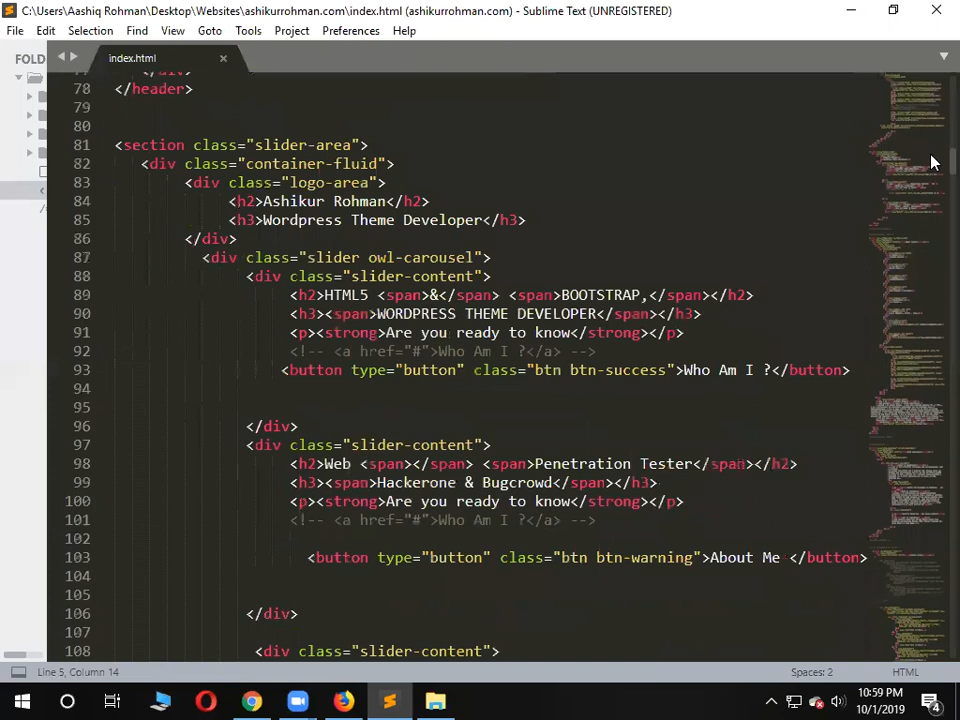 C:\Users\Aashiq Rohman\Desktop\Websites\ashikurrohman.com\index.html (ashikurrohman.com) - Sublime Text (UNREGISTERED)
File Edit Selection Find View Goto Tools Project Preferences Help
FOLD
index.html
78 </header>
79
80
81 <section class="slider-area">
82 <div class="container-fluid">
83 <div class="logo-area">
84 <h2>Ashikur Rohman</h2>
85 <h3>Wordpress Theme Developer</h3>
86 </div>
87 <div class="slider owl-carousel">
88 <div class="slider-content">
89 <h2>HTML5 <span>&</span> <span>BOOTSTRAP,</span></h2>
90 <h3><span>WORDPRESS THEME DEVELOPER</span></h3>
91 <p><strong>Are you ready to know</strong></p>
92 <!-- <a href="#">Who Am I ?</a> -->
93 <button type="button" class="btn btn-success">Who Am I ?</button>
94
95
96 </div>
97 <div class="slider-content">
98 <h2>Web <span></span> <span>Penetration Tester</span></h2>
99 <h3><span>Hackerone & Bugcrowd</span></h3>
100 <p><strong>Are you ready to know</strong></p>
101 <!-- <a href="#">Who Am I ?</a> -->
102
103 <button type="button" class="btn btn-warning">About Me </button>
104
105
106 </div>
107
108 <div class="slider-content">
Line 5, Column 14 Spaces: 2 HTML
10:59 PM
10/1/2019
4